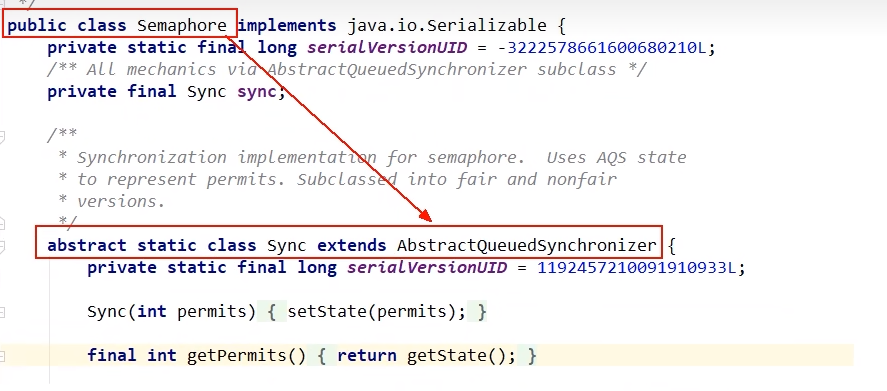 */
public class Semaphore implements java.io.Serializable {
private static final long serialVersionUID = -3222578661600680210L;
/** All mechanics via AbstractQueuedSynchronizer subclass */
private final Sync sync;
/**
* Synchronization implementation for semaphore.  Uses AQS state
* to represent permits. Subclassed into fair and nonfair
* versions.
*/
abstract static class Sync extends AbstractQueuedSynchronizer {
private static final long serialVersionUID = 1192457210091910933L;
Sync(int permits) { setState(permits); }
final int getPermits() { return getState(); }